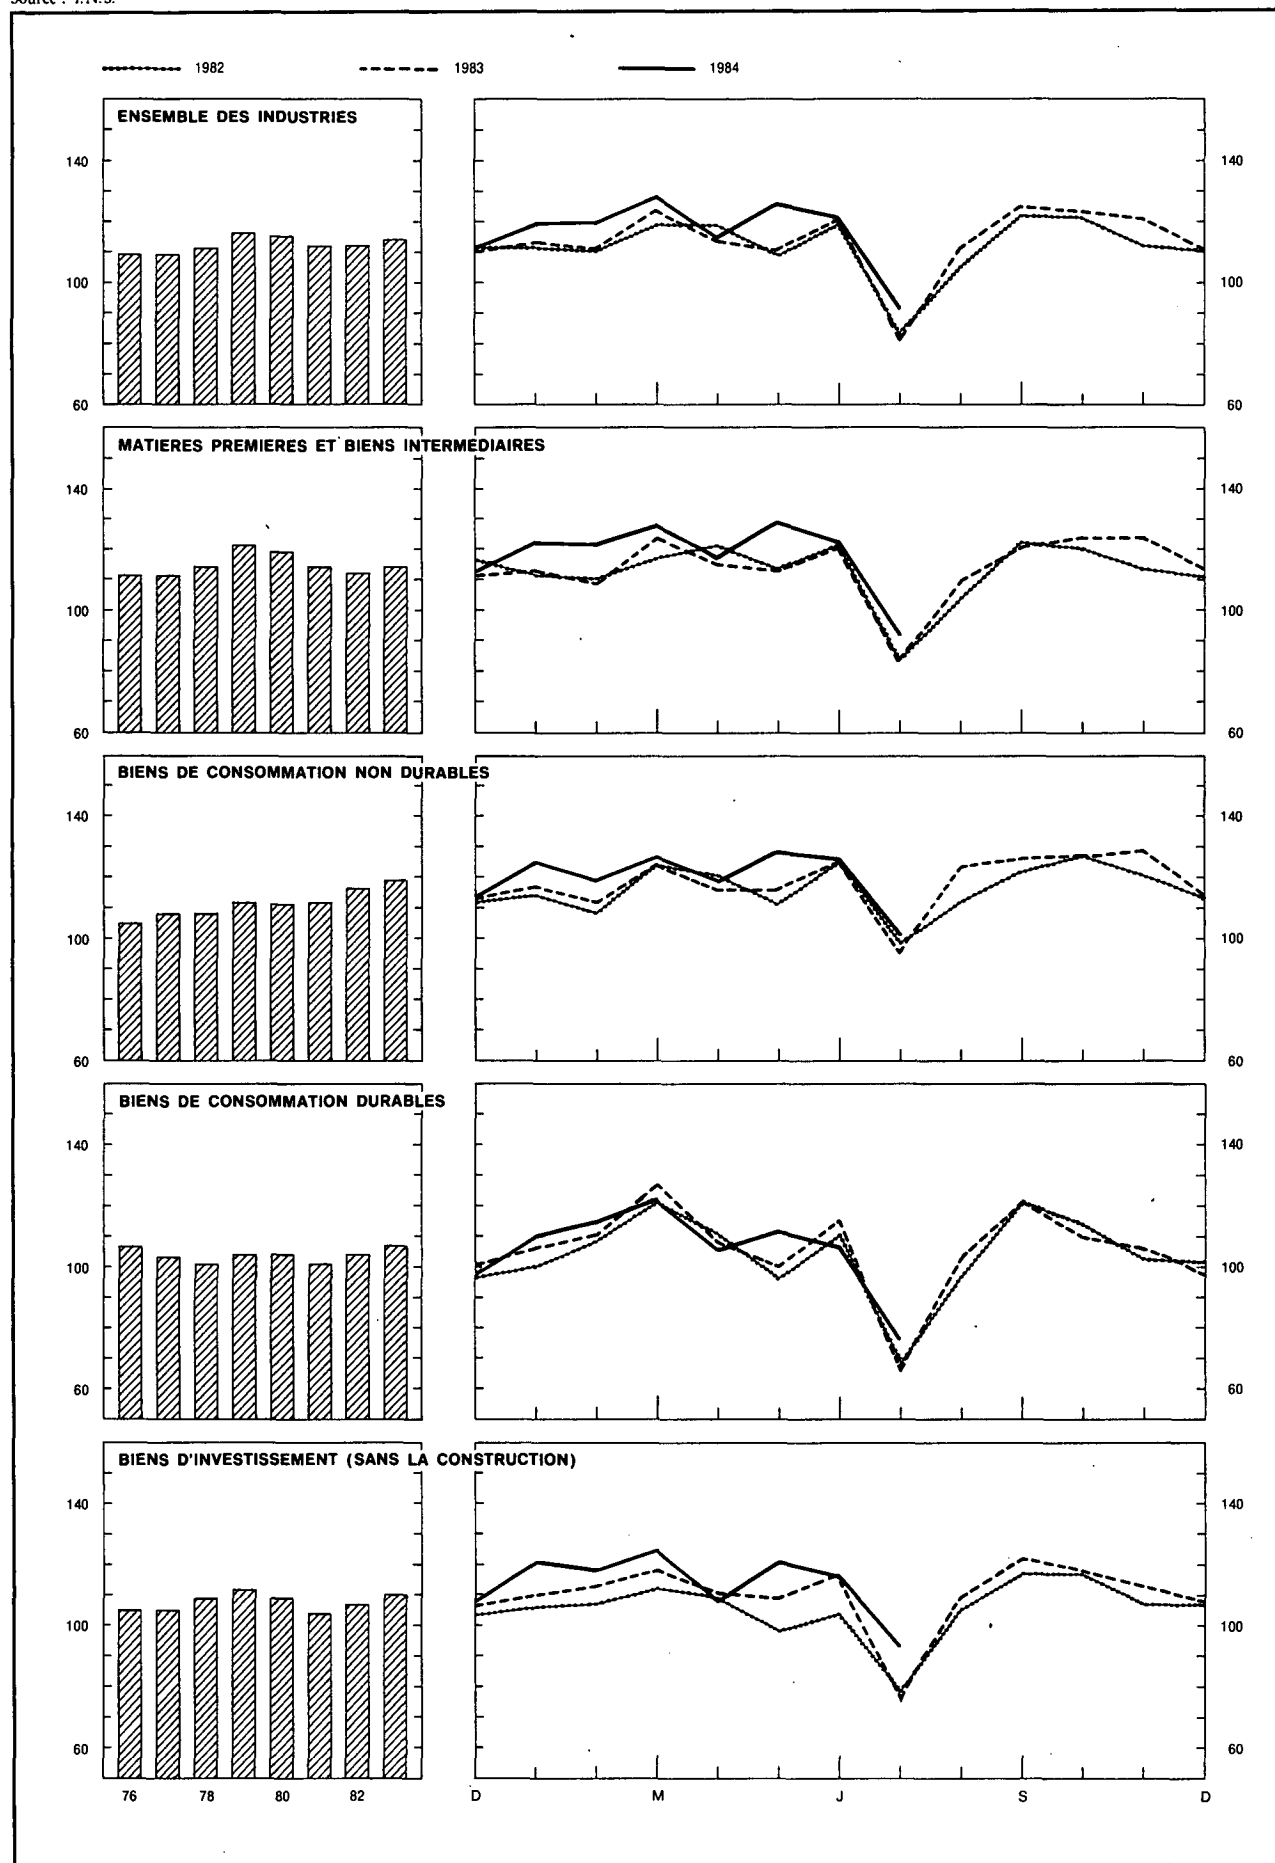 Source : I.N.S.
1982 1983 1984
ENSEMBLE DES INDUSTRIES
140 140
100 100
60 60
MATIERES PREMIERES ET BIENS INTERMEDIAIRES
140 140
100 100
60 60
BIENS DE CONSOMMATION NON DURABLES
140 140
100 100
60 60
BIENS DE CONSOMMATION DURABLES
140 140
100 100
60 60
BIENS D'INVESTISSEMENT (SANS LA CONSTRUCTION)
140 140
100 100
60 60
76 78 80 82 D M J S D